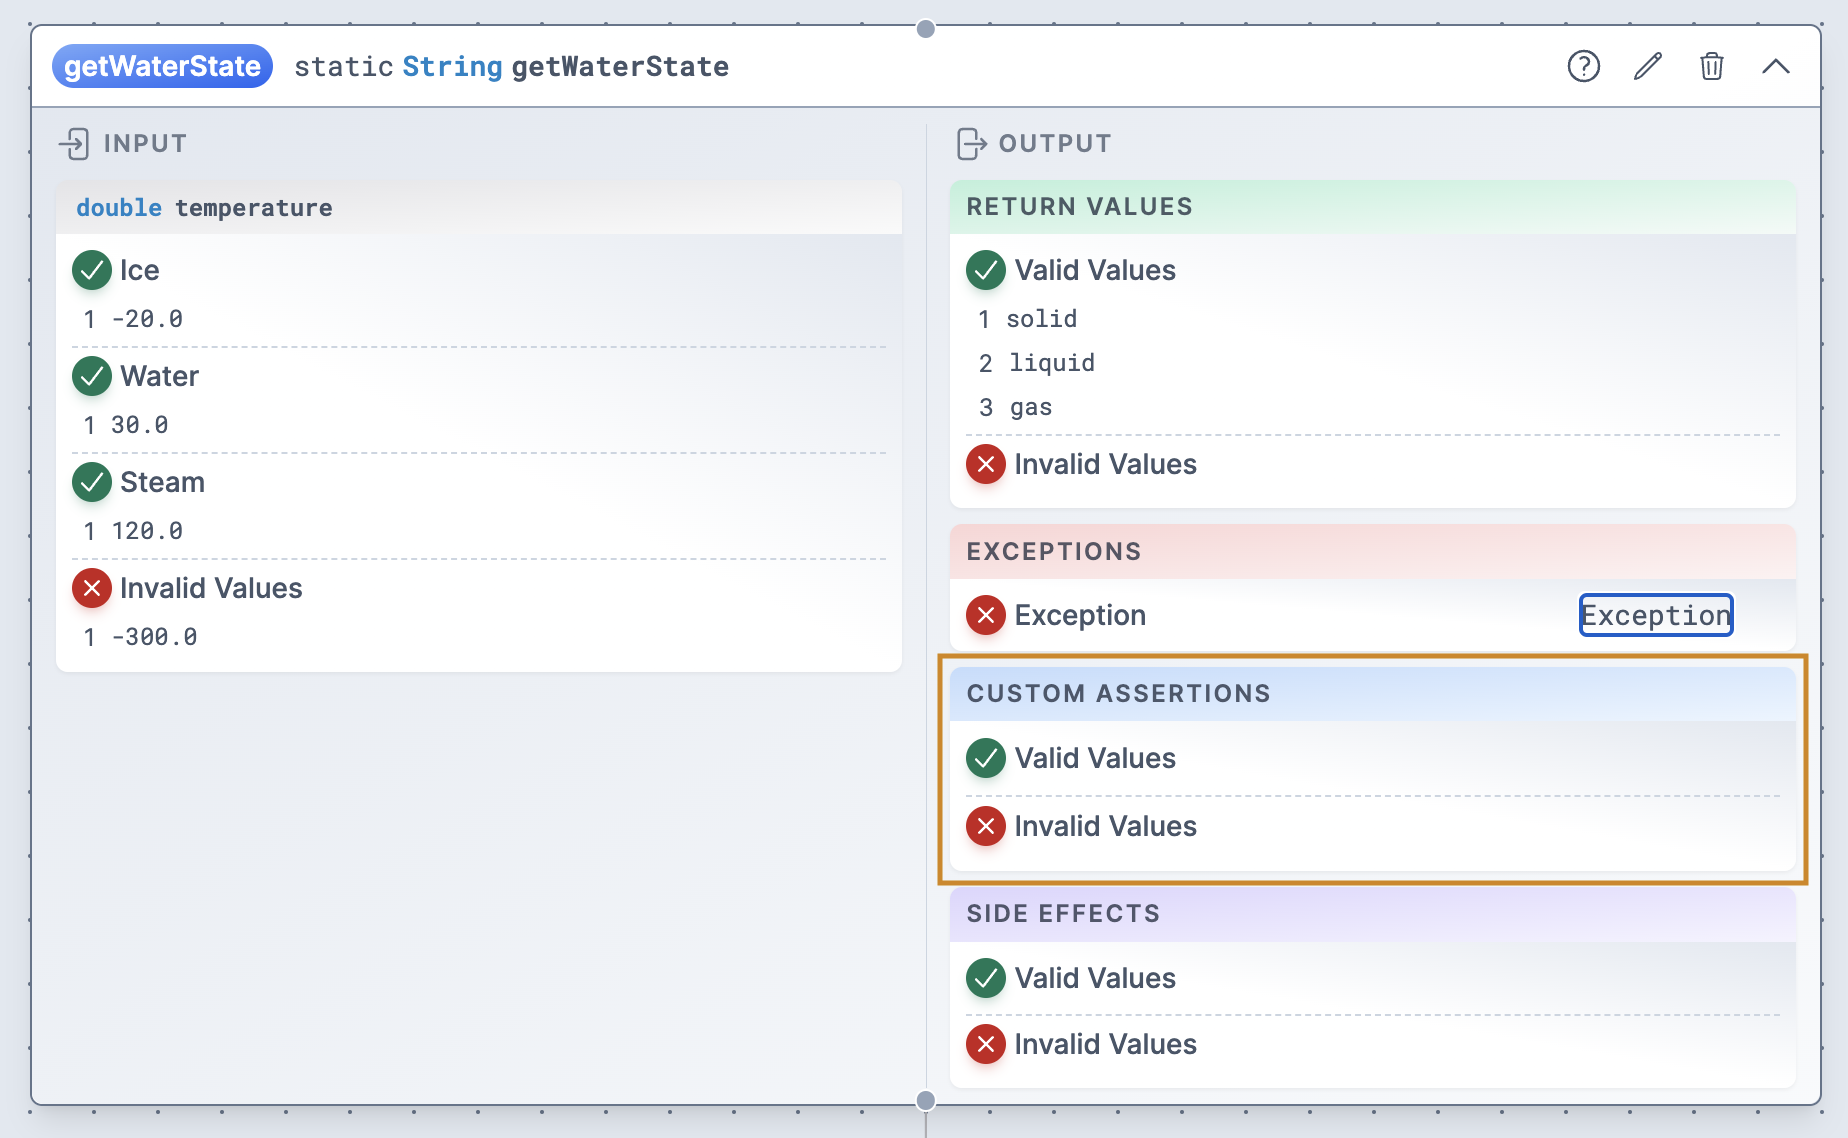 getWaterState static String getWaterState
INPUT
double temperature
Ice
1 -20.0
Water
1 30.0
Steam
1 120.0
Invalid Values
1 -300.0
OUTPUT
RETURN VALUES
Valid Values
1 solid
2 liquid
3 gas
Invalid Values
EXCEPTIONS
Exception Exception
CUSTOM ASSERTIONS
Valid Values
Invalid Values
SIDE EFFECTS
Valid Values
Invalid Values